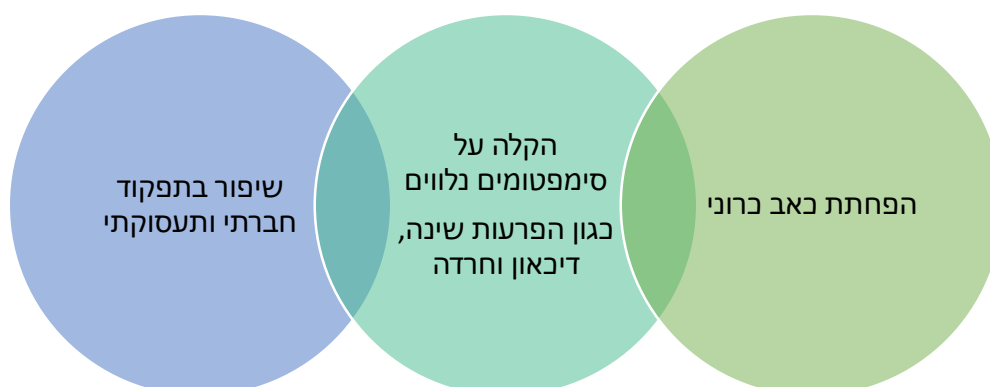 הפחתת כאב כרוני
הקלה על
סימפטומים נלווים
כגון הפרעות שינה,
דיכאון וחרדה
שיפור בתפקוד
חברתי ותעסוקתי